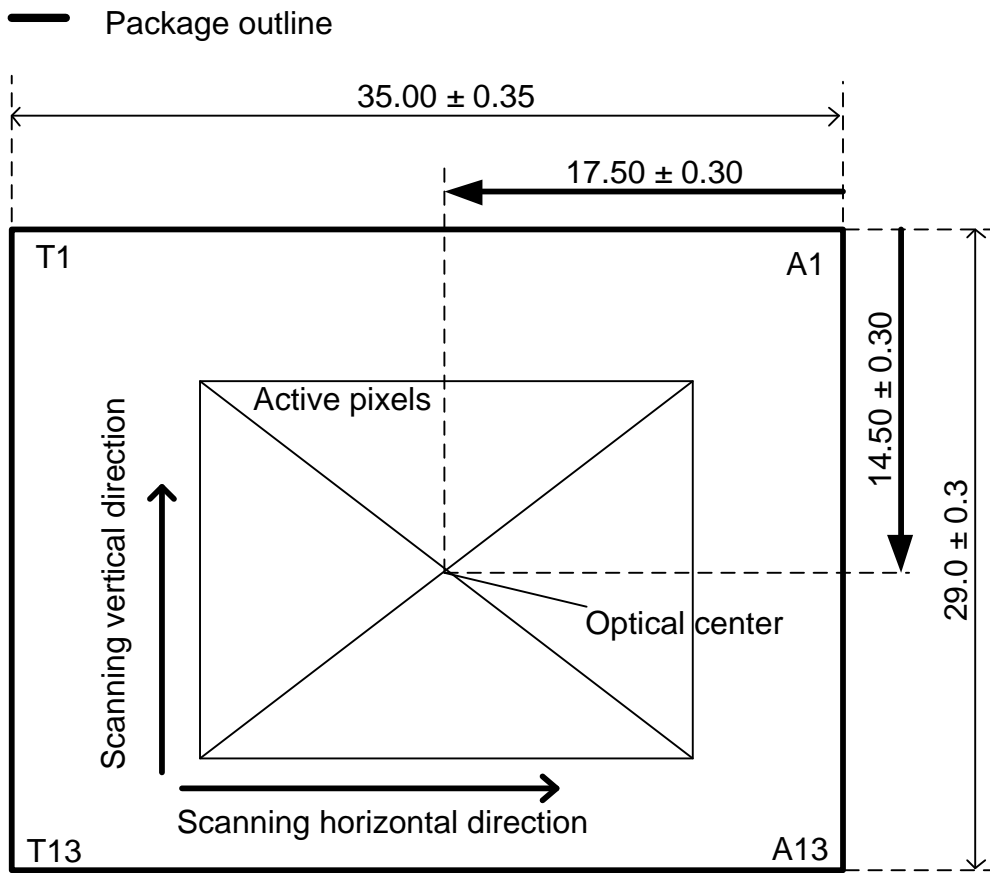 Package outline
35.00 ± 0.35
17.50 ± 0.30
T1
A1
14.50 ± 0.30
29.0 ± 0.3
Active pixels
Scanning vertical direction
Optical center
Scanning horizontal direction
T13
A13